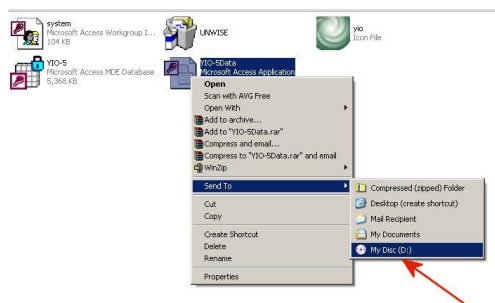 system
Microsoft Access Workgroup I...
104 KB
UNWISE
yio
Icon File
YIO-5
Microsoft Access MDE Database
5,368 KB
YIO-5Data
Microsoft Access Application
Open
Scan with AVG Free
Open With
Add to archive...
Add to "YIO-5Data.rar"
Compress and email...
Compress to "YIO-5Data.rar" and email
WinZip
Send To
Cut
Copy
Create Shortcut
Delete
Rename
Properties
Compressed (zipped) Folder
Desktop (create shortcut)
Mail Recipient
My Documents
My Disc (D:)